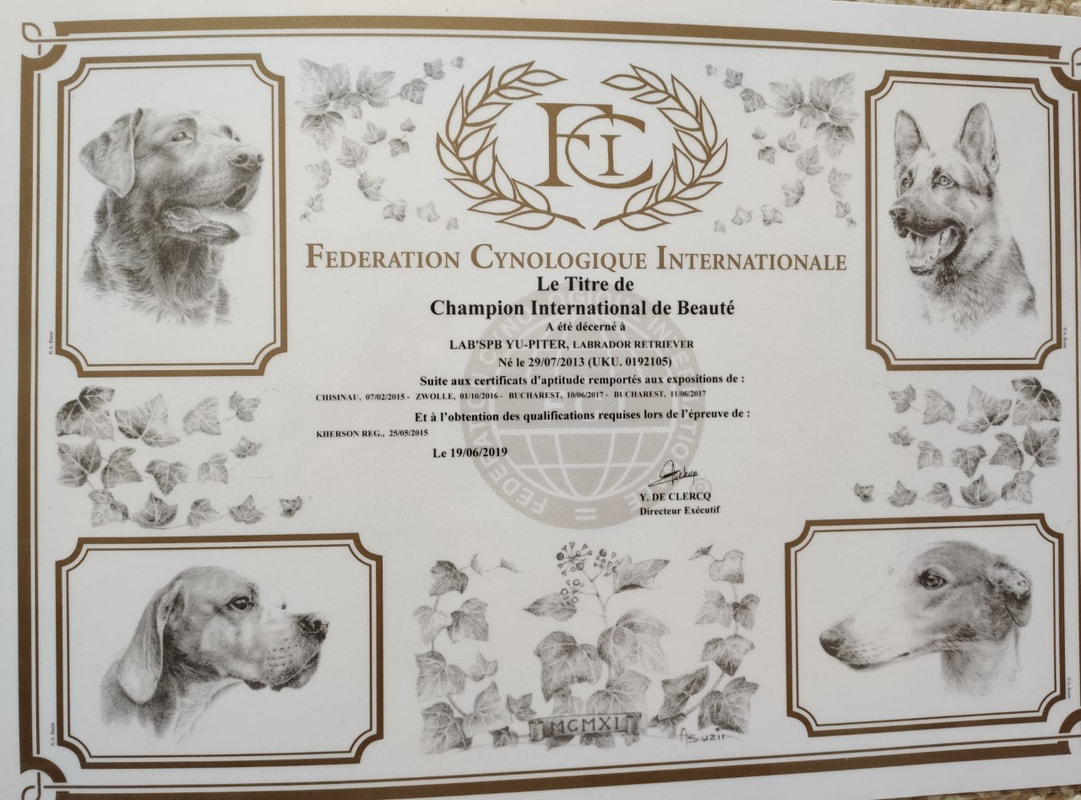 FCI
FEDERATION CYNOLOGIQUE INTERNATIONALE
Le Titre de
Champion International de Beauté
A été décerné à
LAB'SPB YU-PITER, LABRADOR RETRIEVER
Né le 29/07/2013 (UKU. 0192105)
Suite aux certificats d'aptitude remportés aux expositions de :
CHISINAU, 07/02/2015 - ZWOLLE, 01/10/2016 - BUCHAREST, 10/06/2017 - BUCHAREST, 11/06/2017
Et à l'obtention des qualifications requises lors de l'épreuve de :
KHERSON REG., 25/05/2015
Le 19/06/2019
Y. DE CLERCQ
Directeur Exécutif
MCMXI